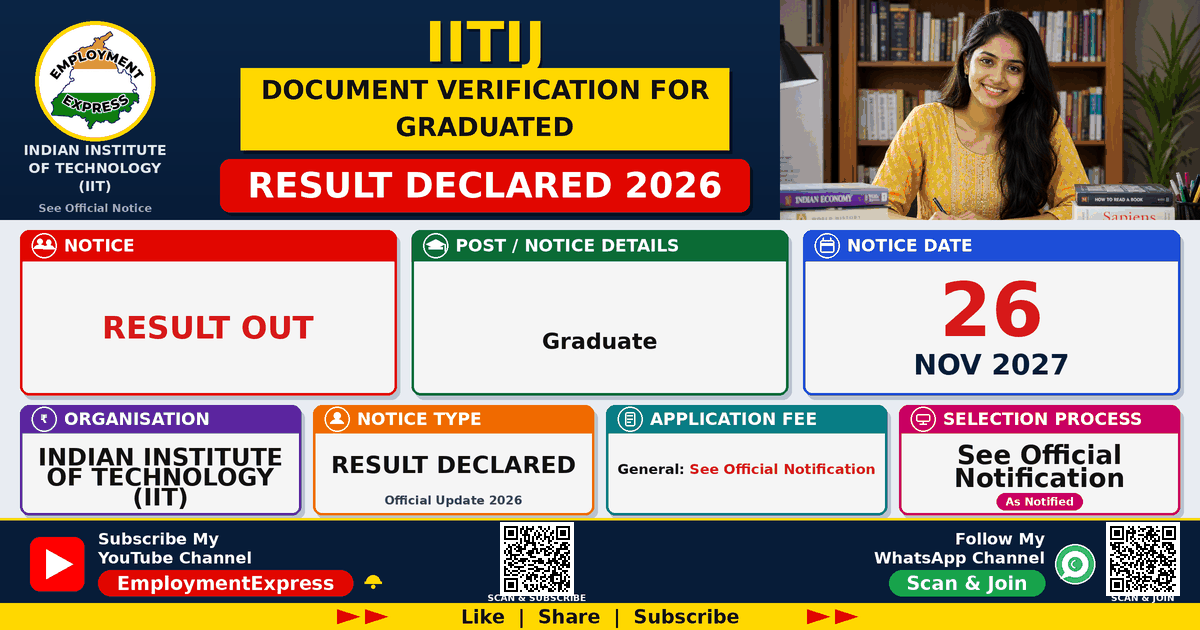 EMPLOYMENT
EXPRESS
INDIAN INSTITUTE
OF TECHNOLOGY
(IIT)
See Official Notice
IITIJ
DOCUMENT VERIFICATION FOR
GRADUATED
RESULT DECLARED 2026
INDIAN ECONOMY
WORLD HISTORY
HOW TO READ A BOOK
Sapiens
NOTICE
RESULT OUT
POST / NOTICE DETAILS
Graduate
NOTICE DATE
26
NOV 2027
₹ ORGANISATION
INDIAN INSTITUTE
OF TECHNOLOGY
(IIT)
NOTICE TYPE
RESULT DECLARED
Official Update 2026
APPLICATION FEE
General: See Official Notification
SELECTION PROCESS
See Official
Notification
As Notified
Subscribe My
YouTube Channel
EmploymentExpress
SCAN & SUBSCRIBE
Follow My
WhatsApp Channel
Scan & Join
SCAN & JOIN
Like | Share | Subscribe